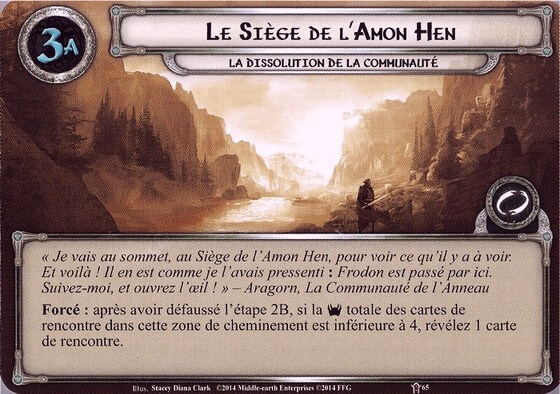 3A
LE SIÈGE DE L'AMON HEN
LA DISSOLUTION DE LA COMMUNAUTÉ
« Je vais au sommet, au Siège de l'Amon Hen, pour voir ce qu'il y a à voir.
Et voilà ! Il en est comme je l'avais pressenti : Frodon est passé par ici.
Suivez-moi, et ouvrez l'œil ! » – Aragorn, La Communauté de l'Anneau
Forcé : après avoir défaussé l'étape 2B, si la totale des cartes de
rencontre dans cette zone de cheminement est inférieure à 4, révélez 1 carte
de rencontre.
Illus. Stacey Diana Clark ©2014 Middle-earth Enterprises ©2014 FFG 65